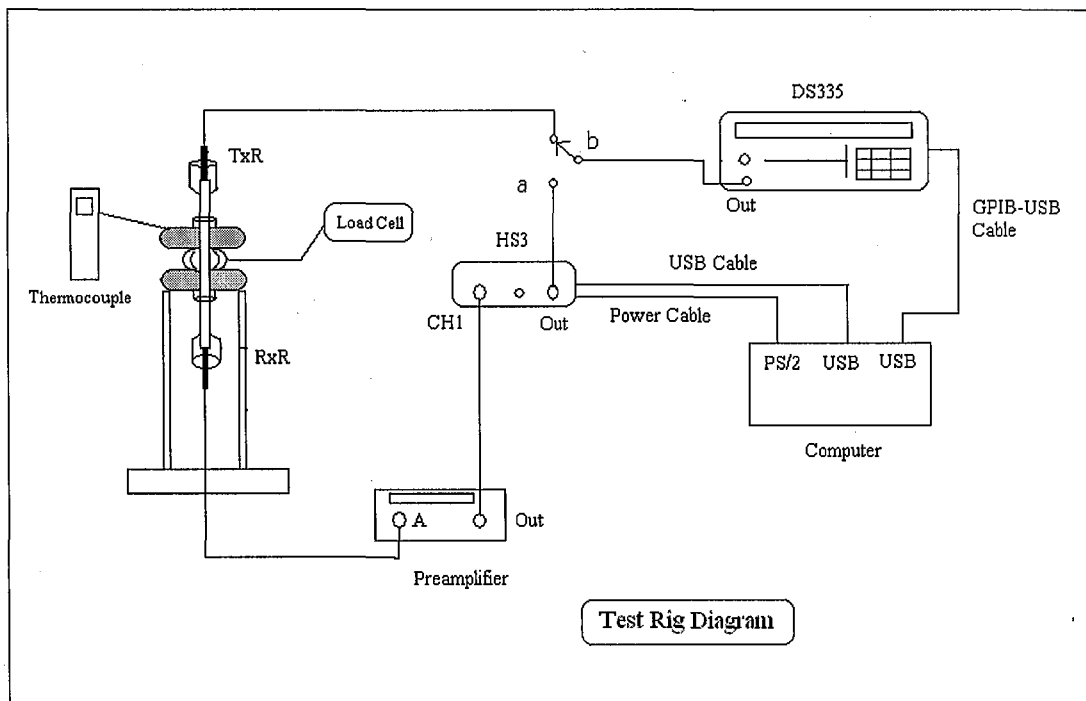 DS335
TxR
b
a
Out
Load Cell
GPIB-USB
Cable
HS3
USB Cable
Thermocouple
CH1
Out
Power Cable
RxR
PS/2 USB USB
Computer
A
Out
Preamplifier
Test Rig Diagram